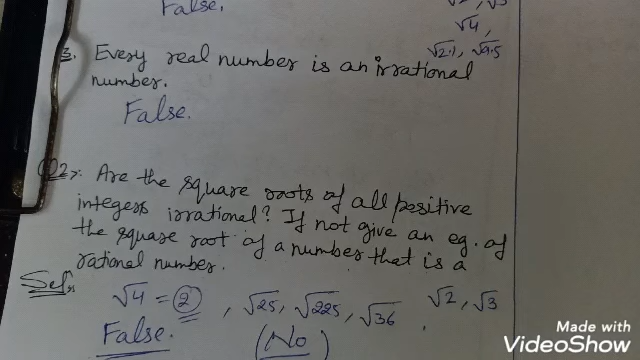 False.
√4,
√2.1, √9.5
3. Every real number is an irrational
number.
False.
Q2:- Are the square roots of all positive
integers irrational? If not give an eg. of
the square root of a number that is a
rational number.
Sol:
√4 = 2, √25, √225, √36, √2, √3
False. (No)
Made with
VideoShow